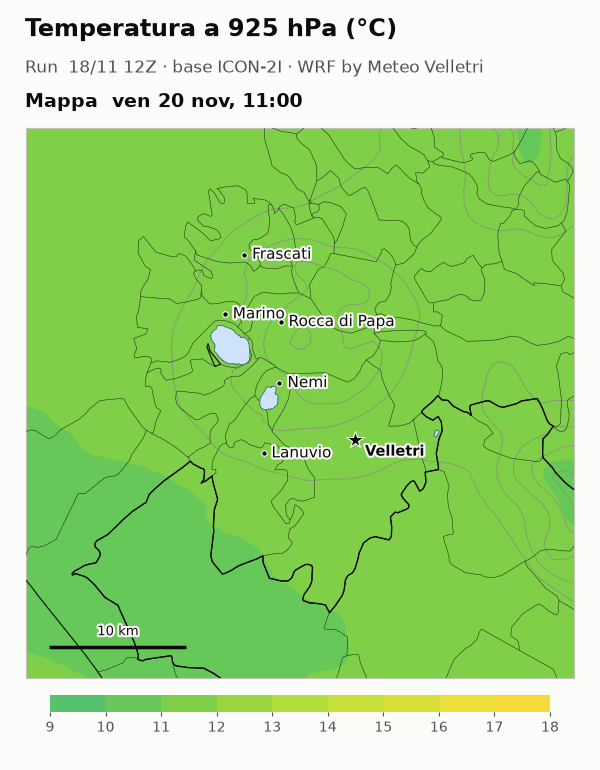 Temperatura a 925 hPa (°C)
Run  18/11 12Z · base ICON-2I · WRF by Meteo Velletri
Mappa  ven 20 nov, 11:00
Frascati
Marino
Rocca di Papa
Nemi
Velletri
Lanuvio
10 km
9 10 11 12 13 14 15 16 17 18